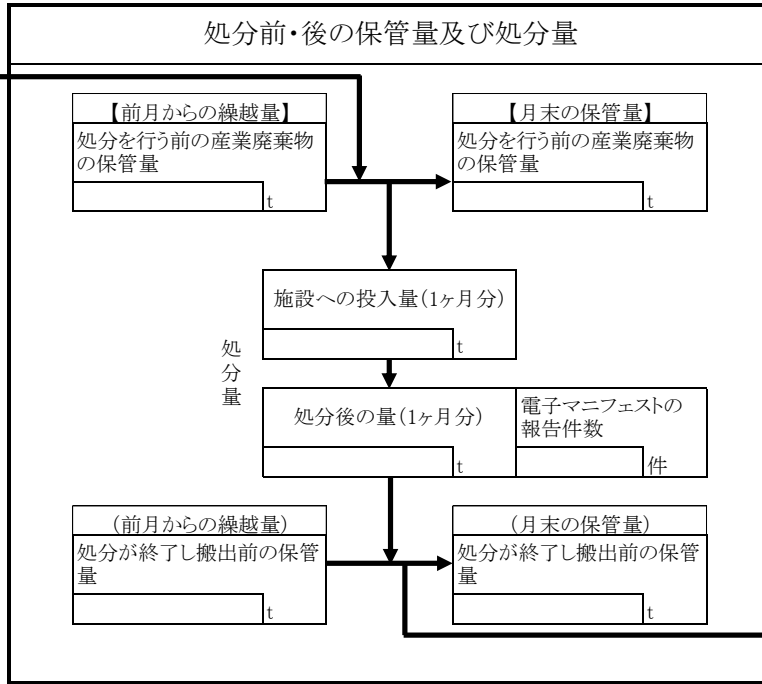 処分前・後の保管量及び処分量
【前月からの繰越量】
処分を行う前の産業廃棄物
の保管量
t
【月末の保管量】
処分を行う前の産業廃棄物
の保管量
t
処分量
施設への投入量(1ヶ月分)
t
処分後の量(1ヶ月分)
t
電子マニフェストの
報告件数
件
(前月からの繰越量)
処分が終了し搬出前の保管
量
t
(月末の保管量)
処分が終了し搬出前の保管
量
t